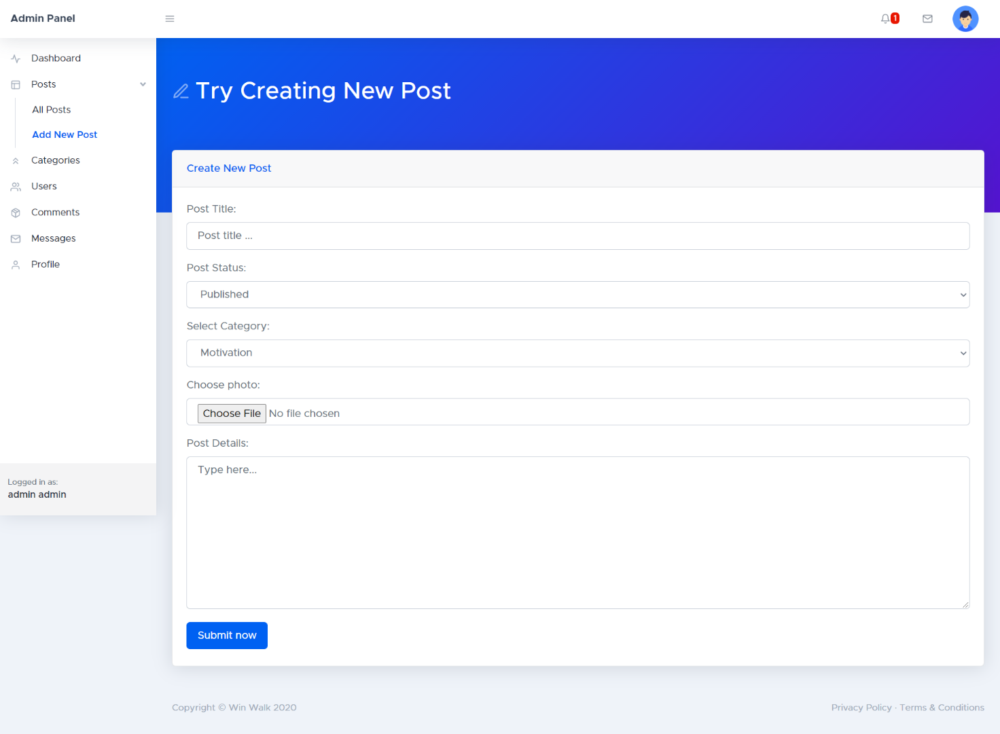 Admin Panel
1
Dashboard
Posts
All Posts
Add New Post
Categories
Users
Comments
Messages
Profile
Logged in as:
admin admin
Try Creating New Post
Create New Post
Post Title:
Post title ...
Post Status:
Published
Select Category:
Motivation
Choose photo:
Choose File No file chosen
Post Details:
Type here...
Submit now
Copyright © Win Walk 2020
Privacy Policy · Terms & Conditions